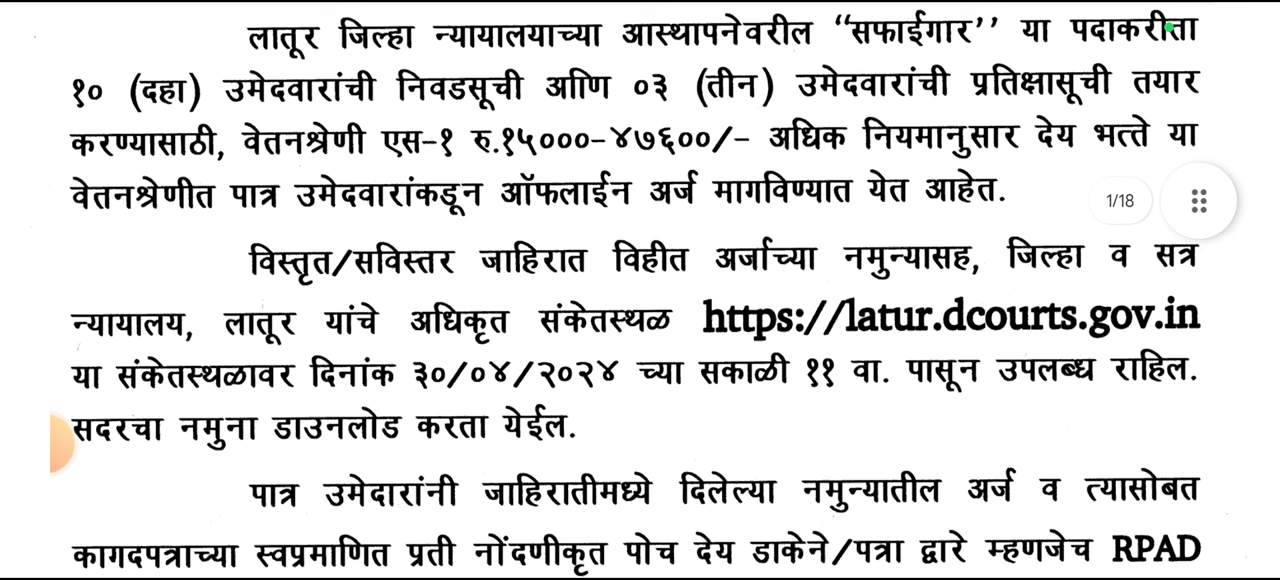 लातूर जिल्हा न्यायालयाच्या आस्थापनेवरील “सफाईगार’’ या पदाकरीता
१० (दहा) उमेदवारांची निवडसूची आणि ०३ (तीन) उमेदवारांची प्रतिक्षासूची तयार
करण्यासाठी, वेतनश्रेणी एस-१ रु.१५०००-४७६००/- अधिक नियमानुसार देय भत्ते या
वेतनश्रेणीत पात्र उमेदवारांकडून ऑफलाईन अर्ज मागविण्यात येत आहेत.
1/18
विस्तृत/सविस्तर जाहिरात विहीत अर्जाच्या नमुन्यासह, जिल्हा व सत्र
न्यायालय, लातूर यांचे अधिकृत संकेतस्थळ https://latur.dcourts.gov.in
या संकेतस्थळावर दिनांक ३०/०४/२०२४ च्या सकाळी ११ वा. पासून उपलब्ध राहिल.
सदरचा नमुना डाउनलोड करता येईल.
पात्र उमेदारांनी जाहिरातीमध्ये दिलेल्या नमुन्यातील अर्ज व त्यासोबत
कागदपत्राच्या स्वप्रमाणित प्रती नोंदणीकृत पोच देय डाकेने/पत्रा द्वारे म्हणजेच RPAD